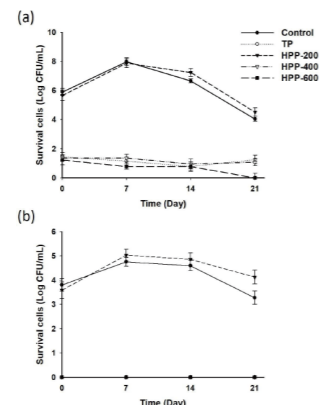 (a)
Control
TP
HPP-200
HPP-400
HPP-600
Survival cells (Log CFU/mL)
10
8
6
4
2
0
0 7 14 21
Time (Day)
(b)
Survival cells (Log CFU/mL)
6
5
4
3
2
1
0
0 7 14 21
Time (Day)